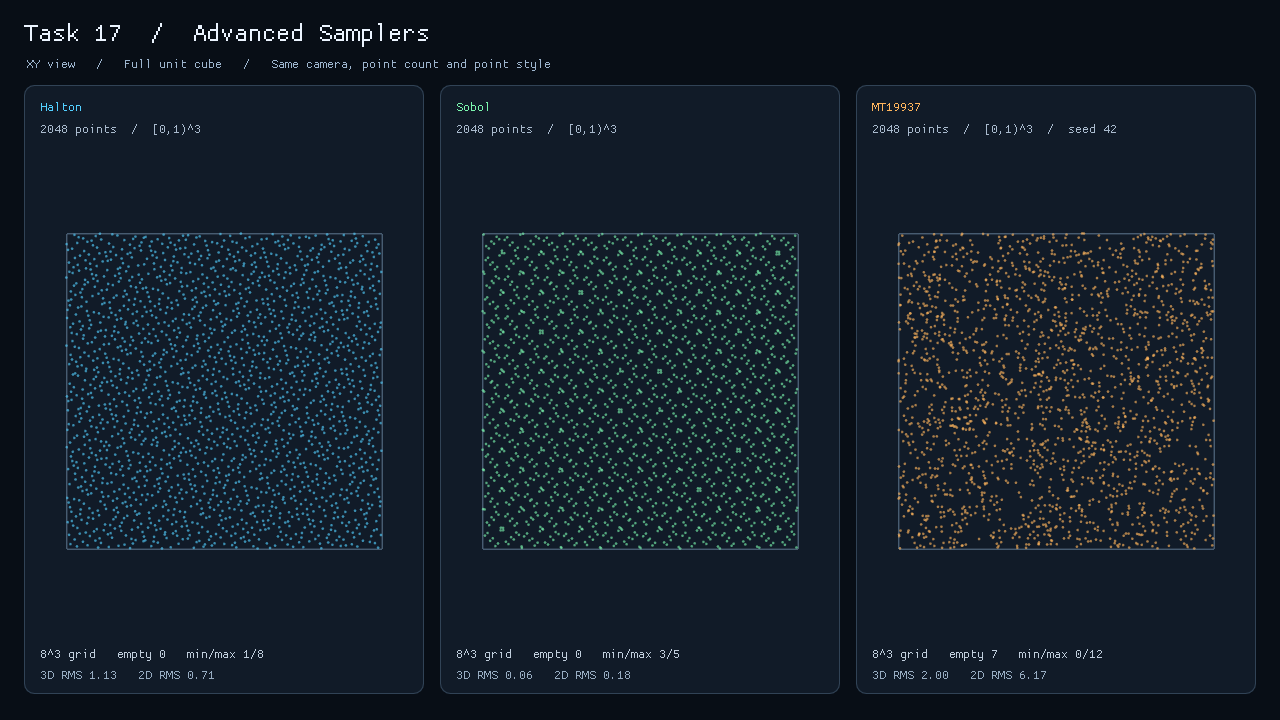 Task 17 / Advanced Samplers
XY view / Full unit cube / Same camera, point count and point style
Halton
2048 points / [0,1)^3
8^3 grid empty 0 min/max 1/8
3D RMS 1.13 2D RMS 0.71
Sobol
2048 points / [0,1)^3
8^3 grid empty 0 min/max 3/5
3D RMS 0.06 2D RMS 0.18
MT19937
2048 points / [0,1)^3 / seed 42
8^3 grid empty 7 min/max 0/12
3D RMS 2.00 2D RMS 6.17